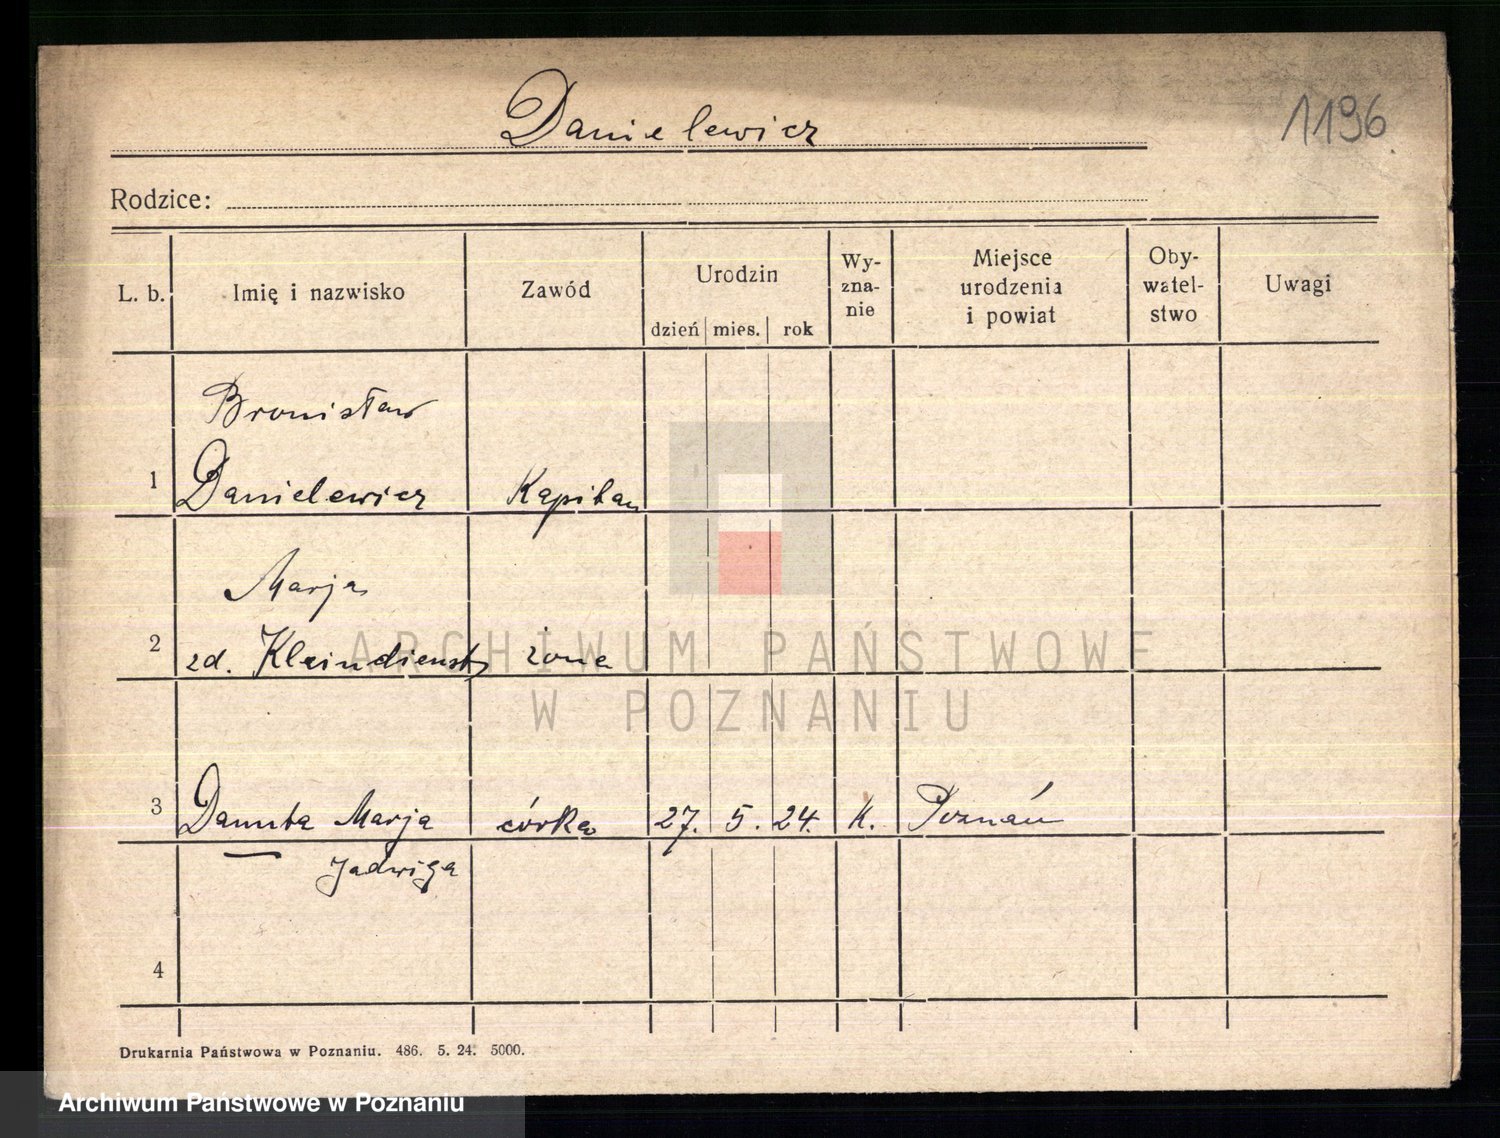 Danielewicz
1196
Rodzice:
L. b.
Imię i nazwisko
Zawód
Urodzin
dzień mies. rok
Wy-
zna-
nie
Miejsce
urodzenia
i powiat
Oby-
watel-
stwo
Uwagi
Bronisław
1 Danielewicz Kapitan
Marja
2 zd. Kleindienst żona
3 Danuta Marja córka 27. 5. 24. K. Poznań
Jadwiga
4
Drukarnia Państwowa w Poznaniu. 486. 5. 24. 5000.
ARCHIWUM PAŃSTWOWE
W POZNANIU
Archiwum Państwowe w Poznaniu